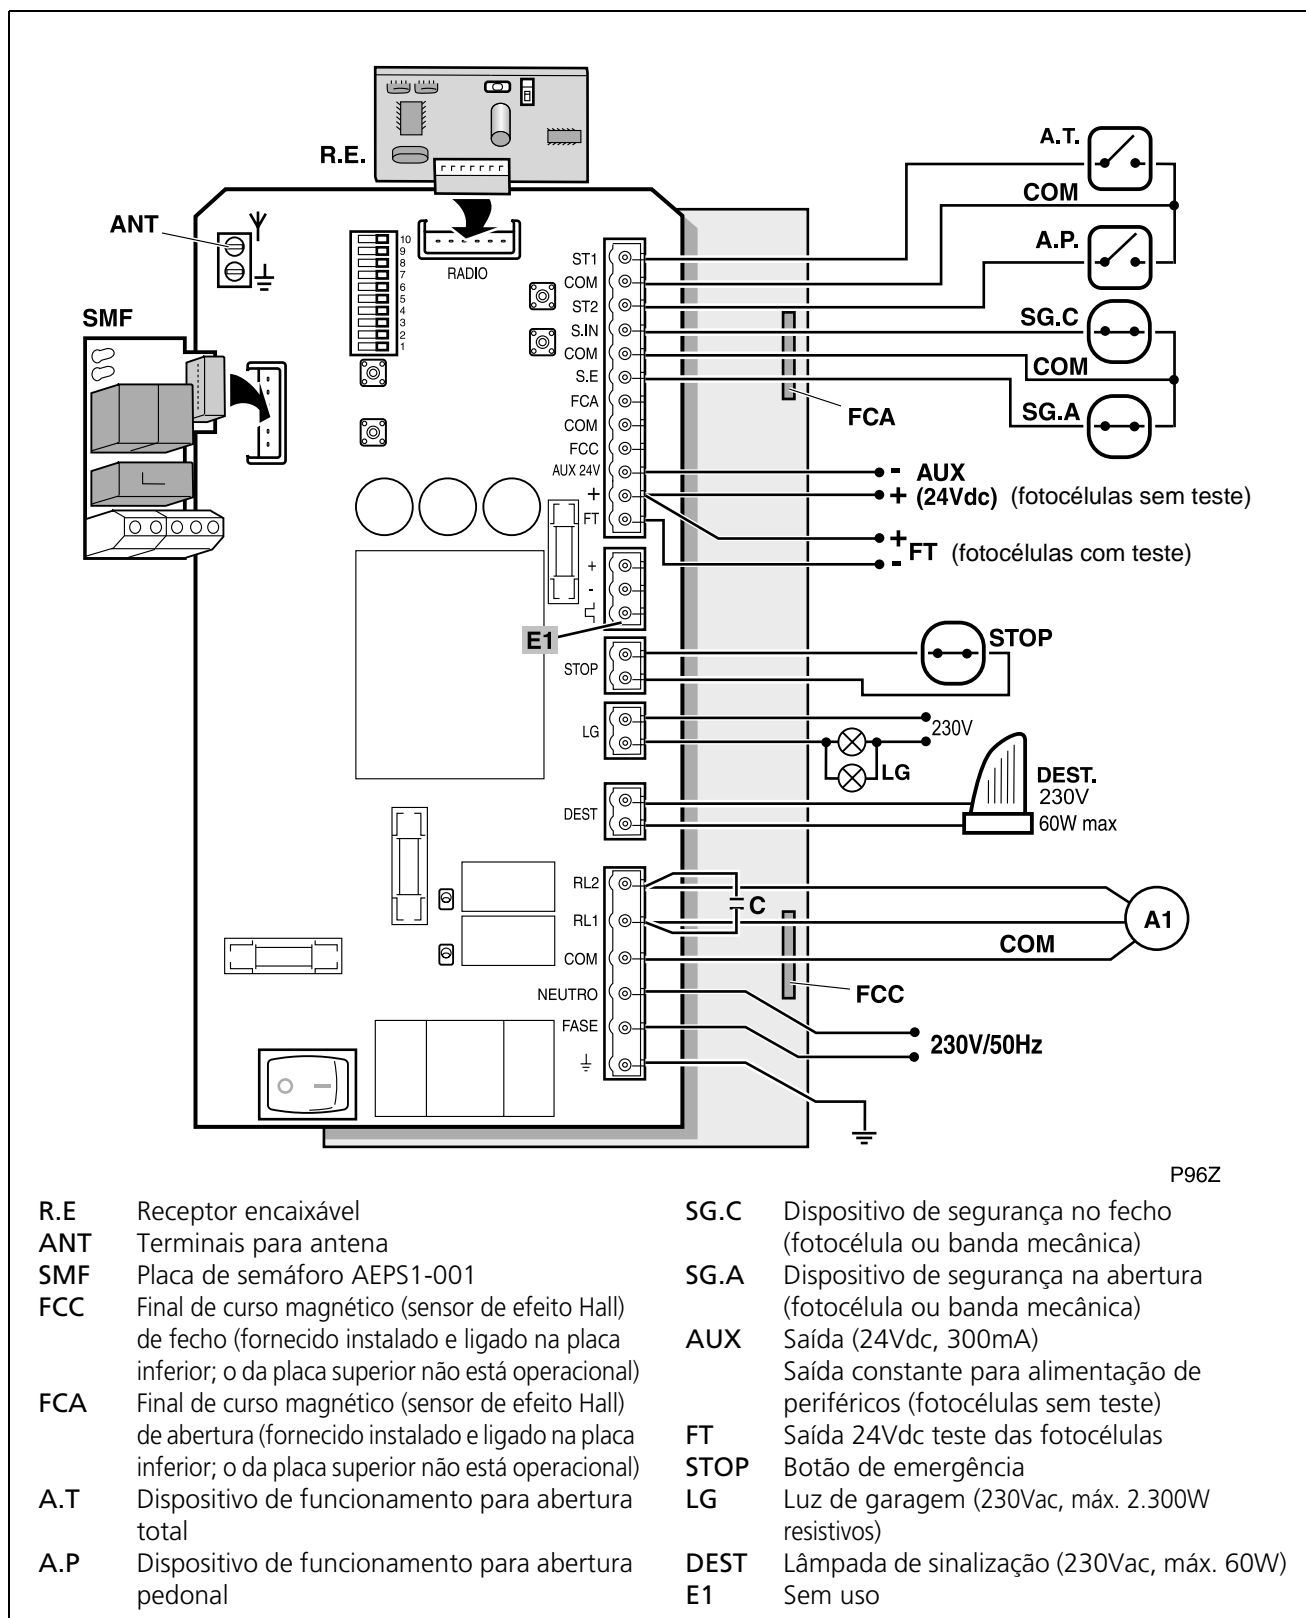 R.E.
ANT
SMF
RADIO
10
9
8
7
6
5
4
3
2
1
ST1
COM
ST2
S.IN
COM
S.E
FCA
COM
FCC
AUX 24V
+
FT
+
-
E1
STOP
LG
DEST
RL2
RL1
COM
NEUTRO
FASE
A.T.
COM
A.P.
SG.C
COM
SG.A
FCA
- AUX
+ (24Vdc) (fotocélulas sem teste)
+
FT (fotocélulas com teste)
-
STOP
230V
LG
DEST.
230V
60W max
C
A1
COM
FCC
230V/50Hz
P96Z
R.E Receptor encaixável
ANT Terminais para antena
SMF Placa de semáforo AEPS1-001
FCC Final de curso magnético (sensor de efeito Hall)
de fecho (fornecido instalado e ligado na placa
inferior; o da placa superior não está operacional)
FCA Final de curso magnético (sensor de efeito Hall)
de abertura (fornecido instalado e ligado na placa
inferior; o da placa superior não está operacional)
A.T Dispositivo de funcionamento para abertura
total
A.P Dispositivo de funcionamento para abertura
pedonal
SG.C Dispositivo de segurança no fecho
(fotocélula ou banda mecânica)
SG.A Dispositivo de segurança na abertura
(fotocélula ou banda mecânica)
AUX Saída (24Vdc, 300mA)
Saída constante para alimentação de
periféricos (fotocélulas sem teste)
FT Saída 24Vdc teste das fotocélulas
STOP Botão de emergência
LG Luz de garagem (230Vac, máx. 2.300W
resistivos)
DEST Lâmpada de sinalização (230Vac, máx. 60W)
E1 Sem uso